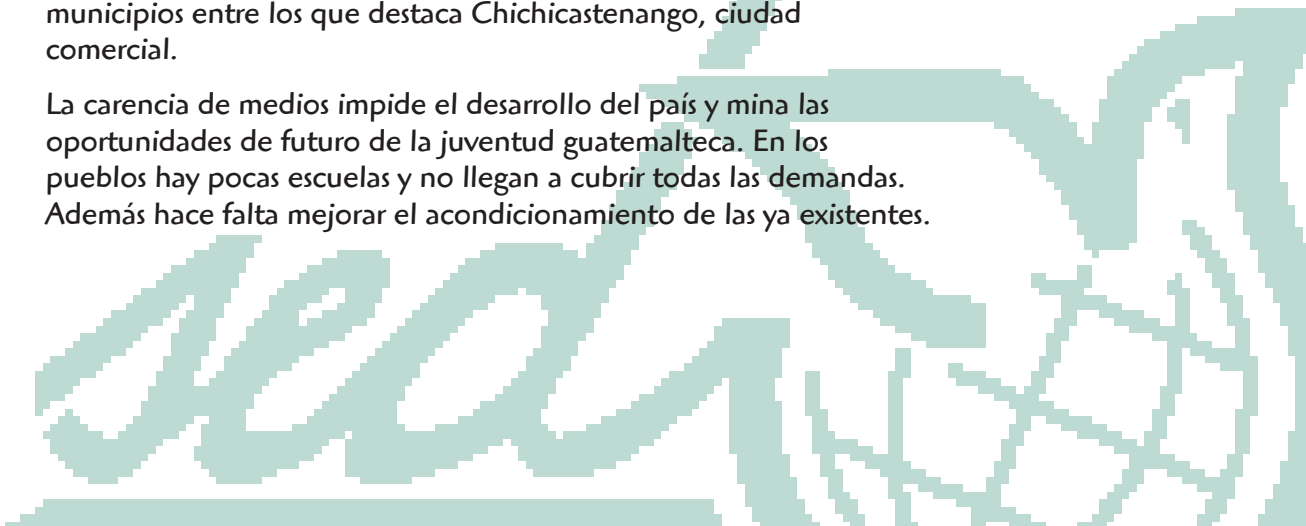 municipios entre los que destaca Chichicastenango, ciudad
comercial.
La carencia de medios impide el desarrollo del país y mina las
oportunidades de futuro de la juventud guatemalteca. En los
pueblos hay pocas escuelas y no llegan a cubrir todas las demandas.
Además hace falta mejorar el acondicionamiento de las ya existentes.
sea